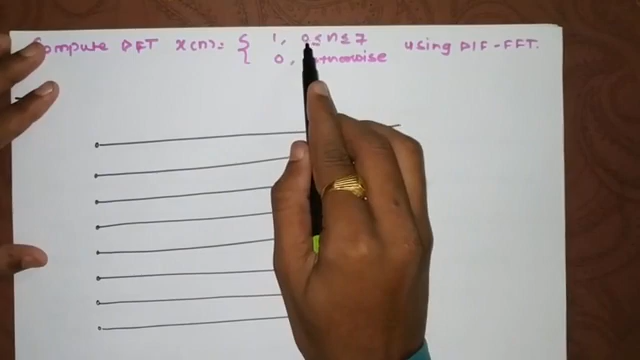 Compute DFT x(n) = { 1, 0 ≤ n ≤ 7 using DIF-FFT.
0, otherwise